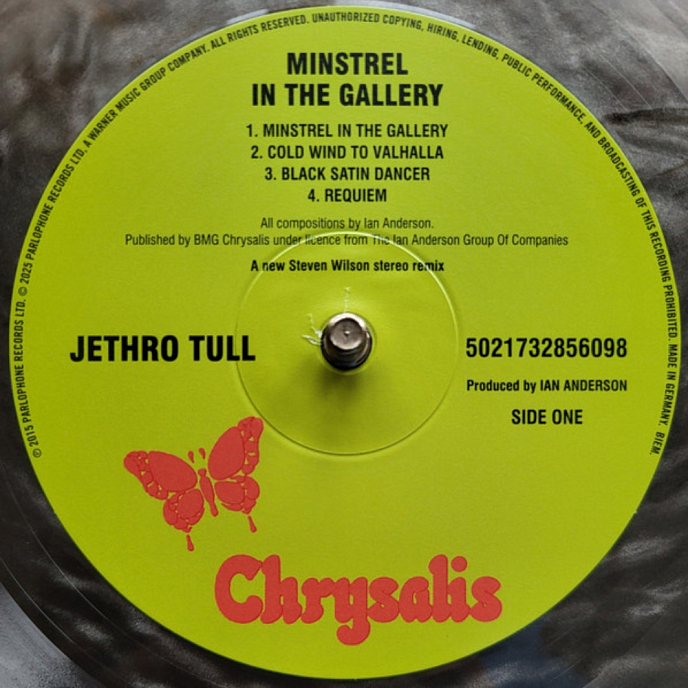 ℗ 2015 PARLOPHONE RECORDS LTD. © 2025 PARLOPHONE RECORDS LTD, A WARNER MUSIC GROUP COMPANY. ALL RIGHTS RESERVED. UNAUTHORIZED COPYING, HIRING, LENDING, PUBLIC PERFORMANCE, AND BROADCASTING OF THIS RECORDING PROHIBITED. MADE IN GERMANY. BIEM.
MINSTREL
IN THE GALLERY
1. MINSTREL IN THE GALLERY
2. COLD WIND TO VALHALLA
3. BLACK SATIN DANCER
4. REQUIEM
All compositions by Ian Anderson.
Published by BMG Chrysalis under licence from The Ian Anderson Group Of Companies
A new Steven Wilson stereo remix
JETHRO TULL
5021732856098
Produced by IAN ANDERSON
SIDE ONE
Chrysalis